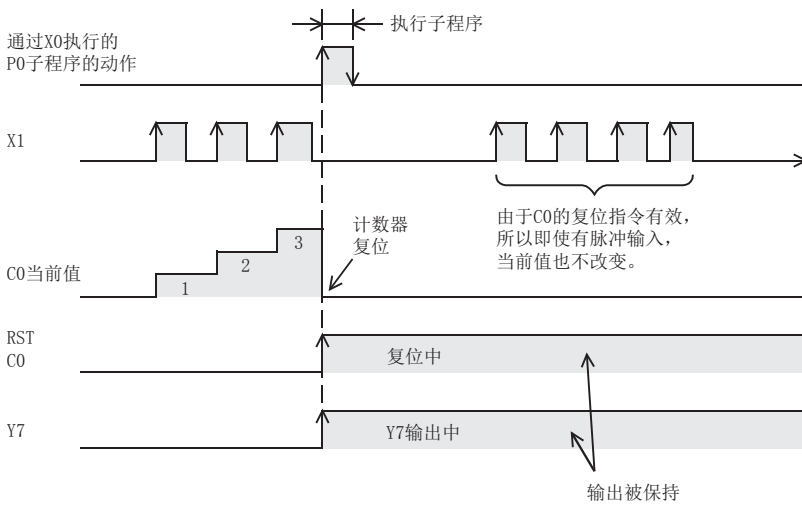 执行子程序
通过X0执行的
P0子程序的动作
X1
由于C0的复位指令有效，
所以即使有脉冲输入，
当前值也不改变。
计数器
复位
C0当前值
1
2
3
RST
C0
复位中
Y7
Y7输出中
输出被保持